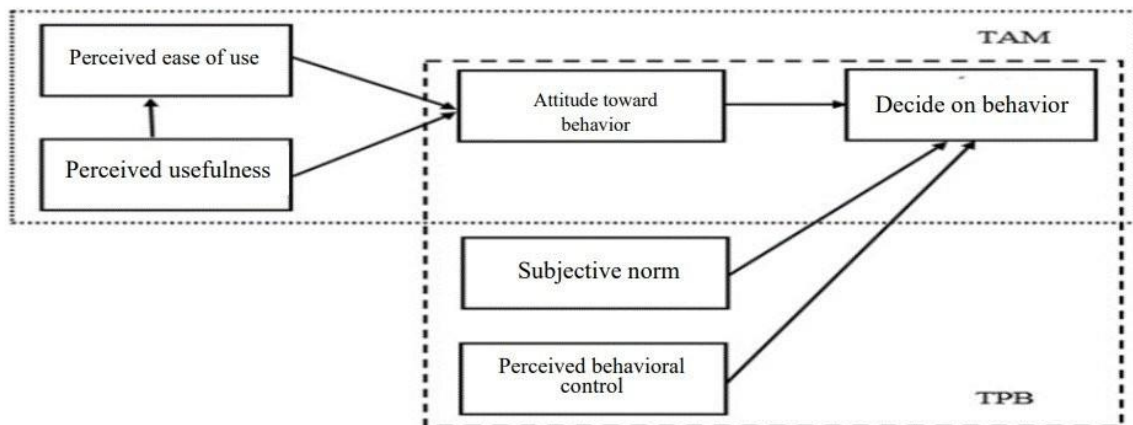 TAM
Perceived ease of use
Perceived usefulness
Attitude toward
behavior
Decide on behavior
Subjective norm
Perceived behavioral
control
TPB